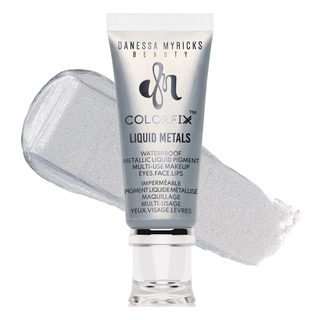 DANESSA MYRICKS
BEAUTY
COLORFIX™
LIQUID METALS
WATERPROOF
METALLIC LIQUID PIGMENT
MULTI-USE MAKEUP
EYES.FACE.LIPS
IMPERMÉABLE
PIGMENT LIQUIDE MÉTALLISÉ
MAQUILLAGE
MULTI-USAGE
YEUX.VISAGE.LÈVRES